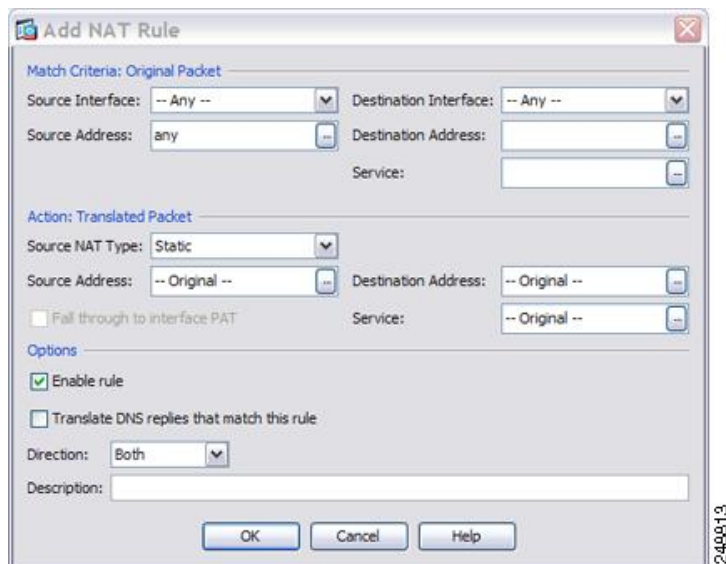 Add NAT Rule
Match Criteria: Original Packet
Source Interface: -- Any -- Destination Interface: -- Any --
Source Address: any Destination Address:
Service:
Action: Translated Packet
Source NAT Type: Static
Source Address: -- Original -- Destination Address: -- Original --
Fall through to interface PAT Service: -- Original --
Options
Enable rule
Translate DNS replies that match this rule
Direction: Both
Description:
OK Cancel Help
248813